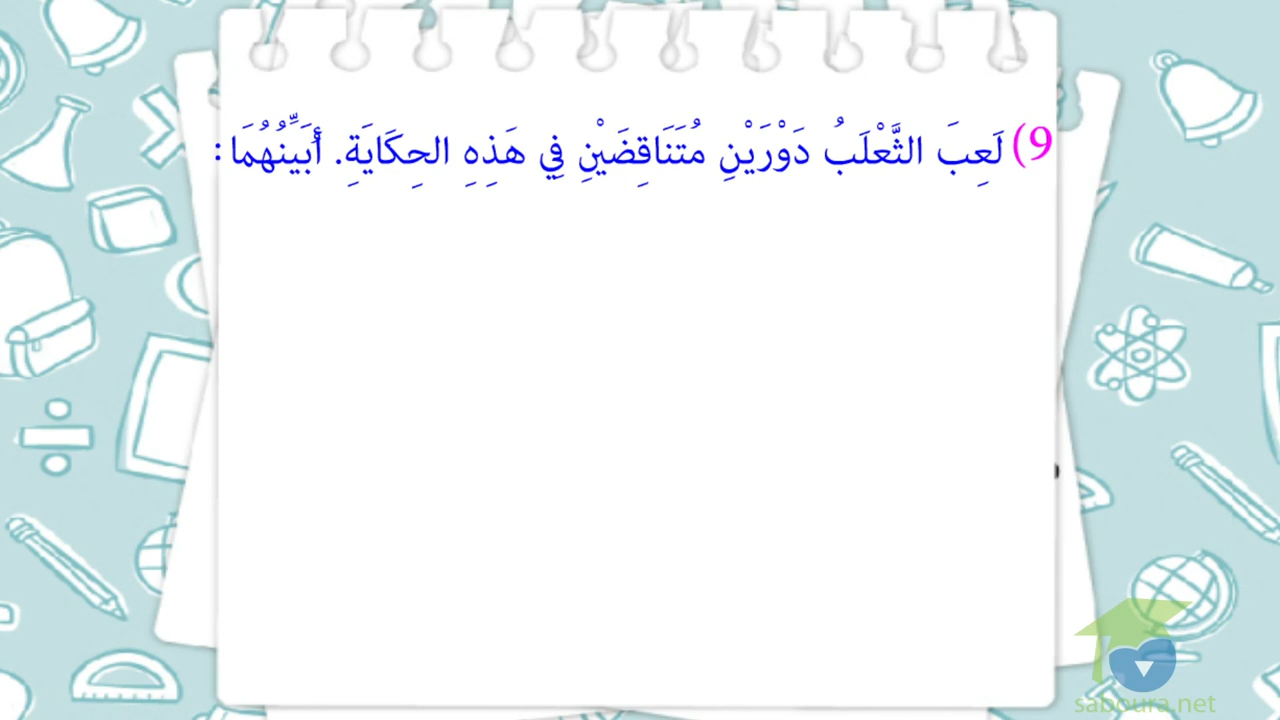 9) لَعِبَ الثَّعْلَبُ دَوْرَيْنِ مُتَنَاقِضَيْنِ فِي هَذِهِ الحِكَايَةِ. أُبَيِّنُهُمَا:
saboura.net